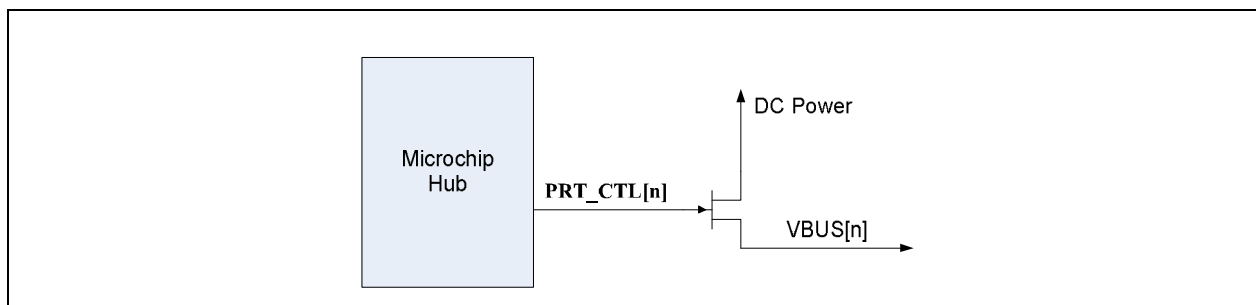 Microchip
Hub
PRT_CTL[n]
DC Power
VBUS[n]